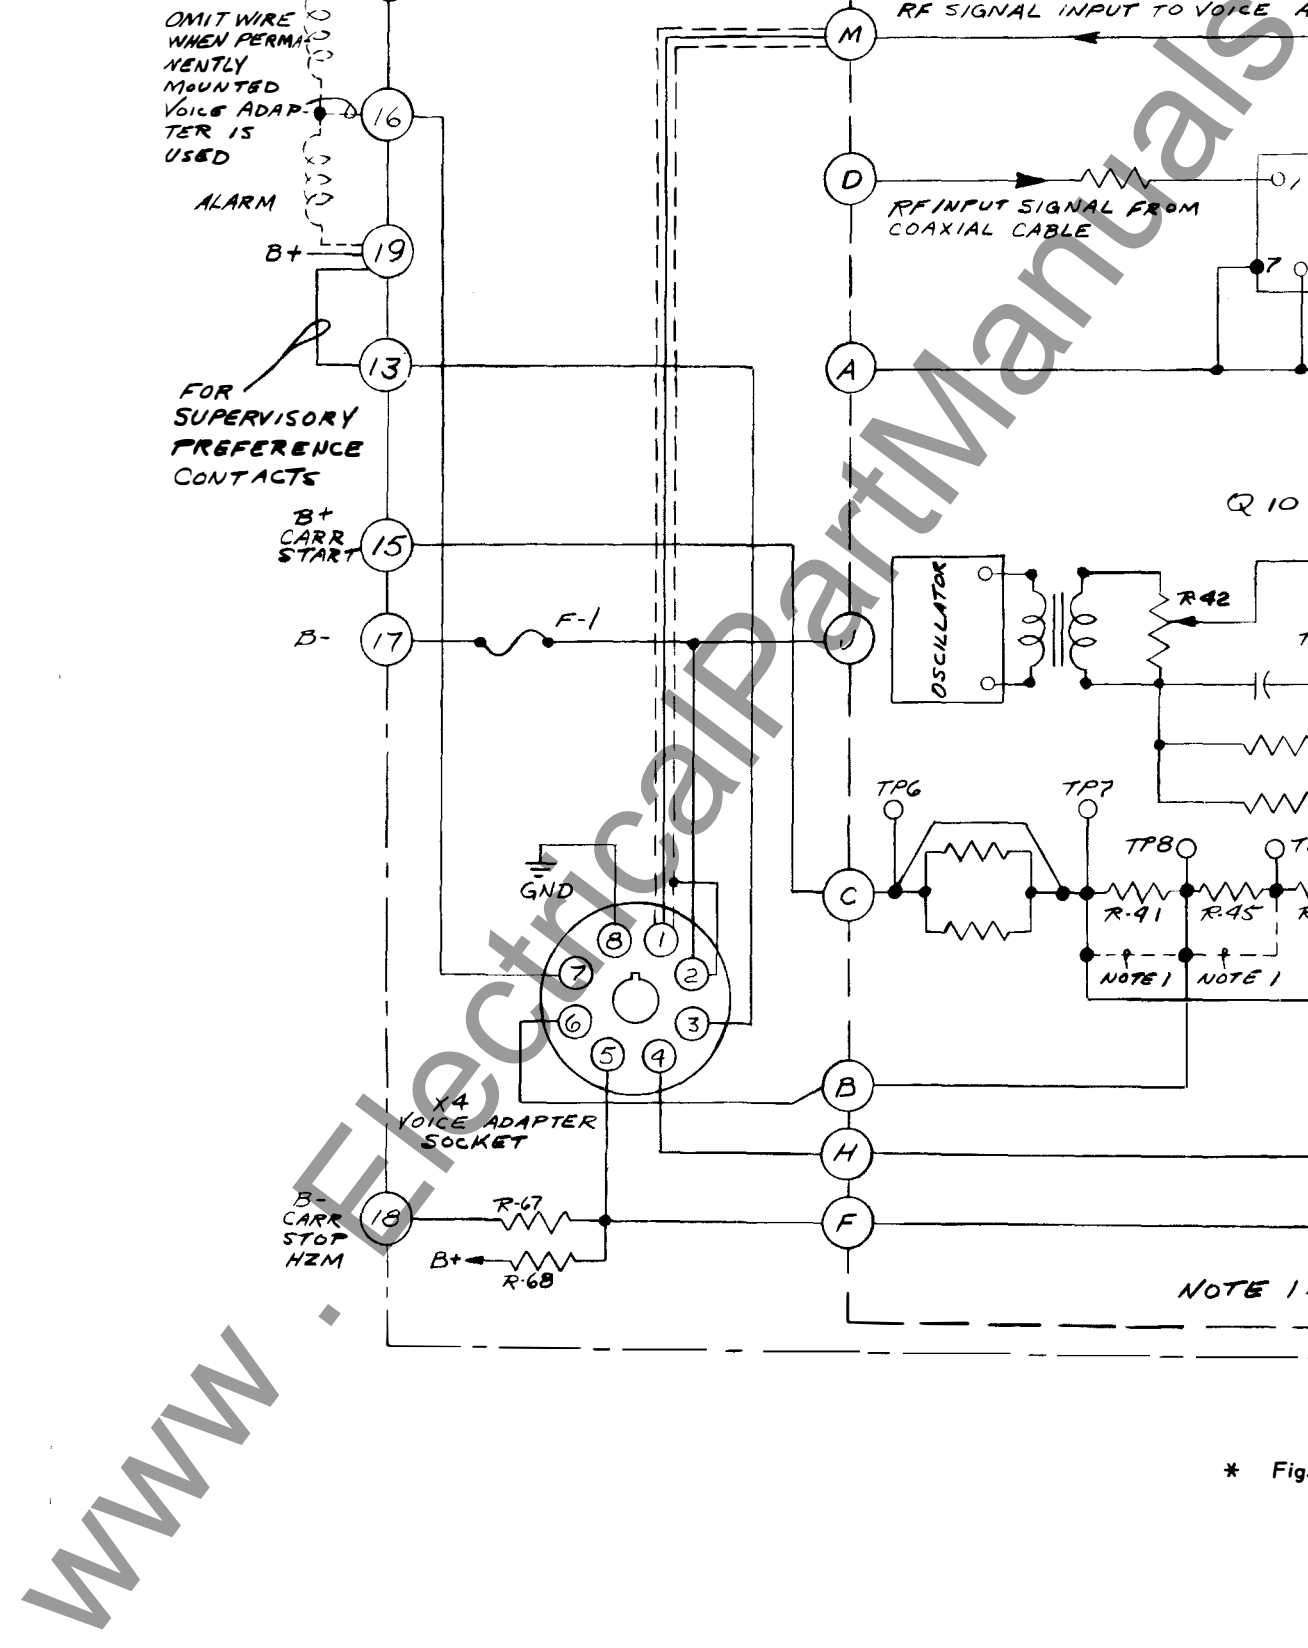 RF SIGNAL INPUT TO VOICE
OMIT WIRE
WHEN PERMA-
NENTLY
MOUNTED
VOICE ADAP-
TER IS
USED
M
16
D
RF INPUT SIGNAL FROM
COAXIAL CABLE
ALARM
B+
19
7
13
A
FOR
SUPERVISORY
PREFERENCE
CONTACTS
Q 10
B+
CARR
START
15
OSCILLATOR
R-42
B-
17
F-1
J
TP6
TP7
TP8
GND
C
R-41
R-45
8
1
7
2
NOTE 1
NOTE 1
6
3
5
4
B
X4
VOICE ADAPTER
SOCKET
H
B-
CARR
STOP
HZM
18
R-67
F
B+
R-68
NOTE 1
* Fig.
www . ElectricalPartManuals